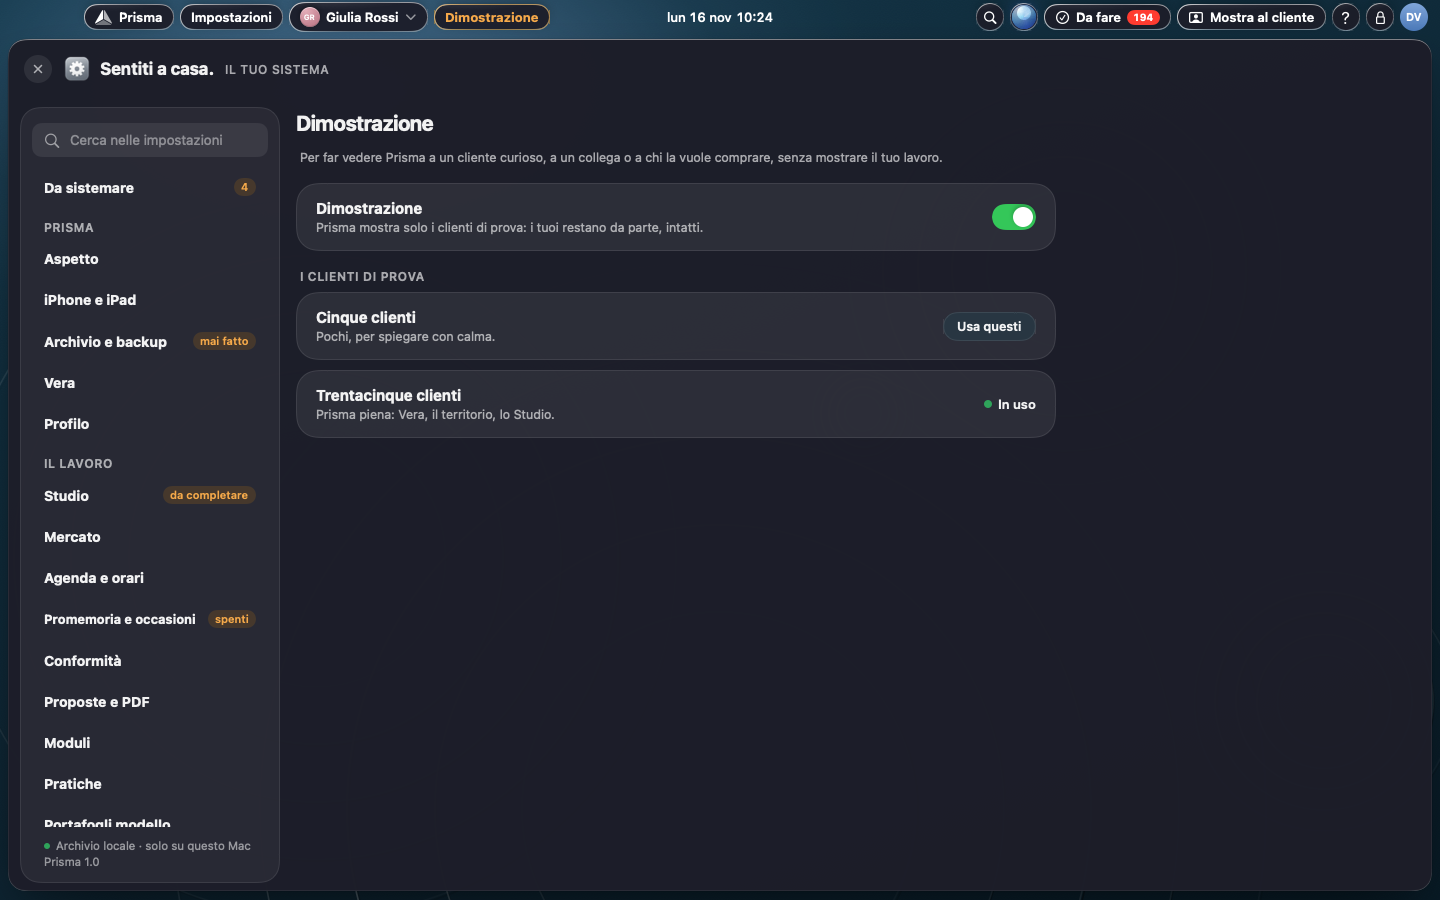 Prisma
Impostazioni
GR Giulia Rossi
Dimostrazione
lun 16 nov 10:24
Da fare 194
Mostra al cliente
?
DV
Sentiti a casa. IL TUO SISTEMA
Cerca nelle impostazioni
Da sistemare 4
PRISMA
Aspetto
iPhone e iPad
Archivio e backup mai fatto
Vera
Profilo
IL LAVORO
Studio da completare
Mercato
Agenda e orari
Promemoria e occasioni spenti
Conformità
Proposte e PDF
Moduli
Pratiche
Portafogli modello
Archivio locale · solo su questo Mac
Prisma 1.0
Dimostrazione
Per far vedere Prisma a un cliente curioso, a un collega o a chi la vuole comprare, senza mostrare il tuo lavoro.
Dimostrazione
Prisma mostra solo i clienti di prova: i tuoi restano da parte, intatti.
I CLIENTI DI PROVA
Cinque clienti
Pochi, per spiegare con calma.
Usa questi
Trentacinque clienti
Prisma piena: Vera, il territorio, lo Studio.
In uso